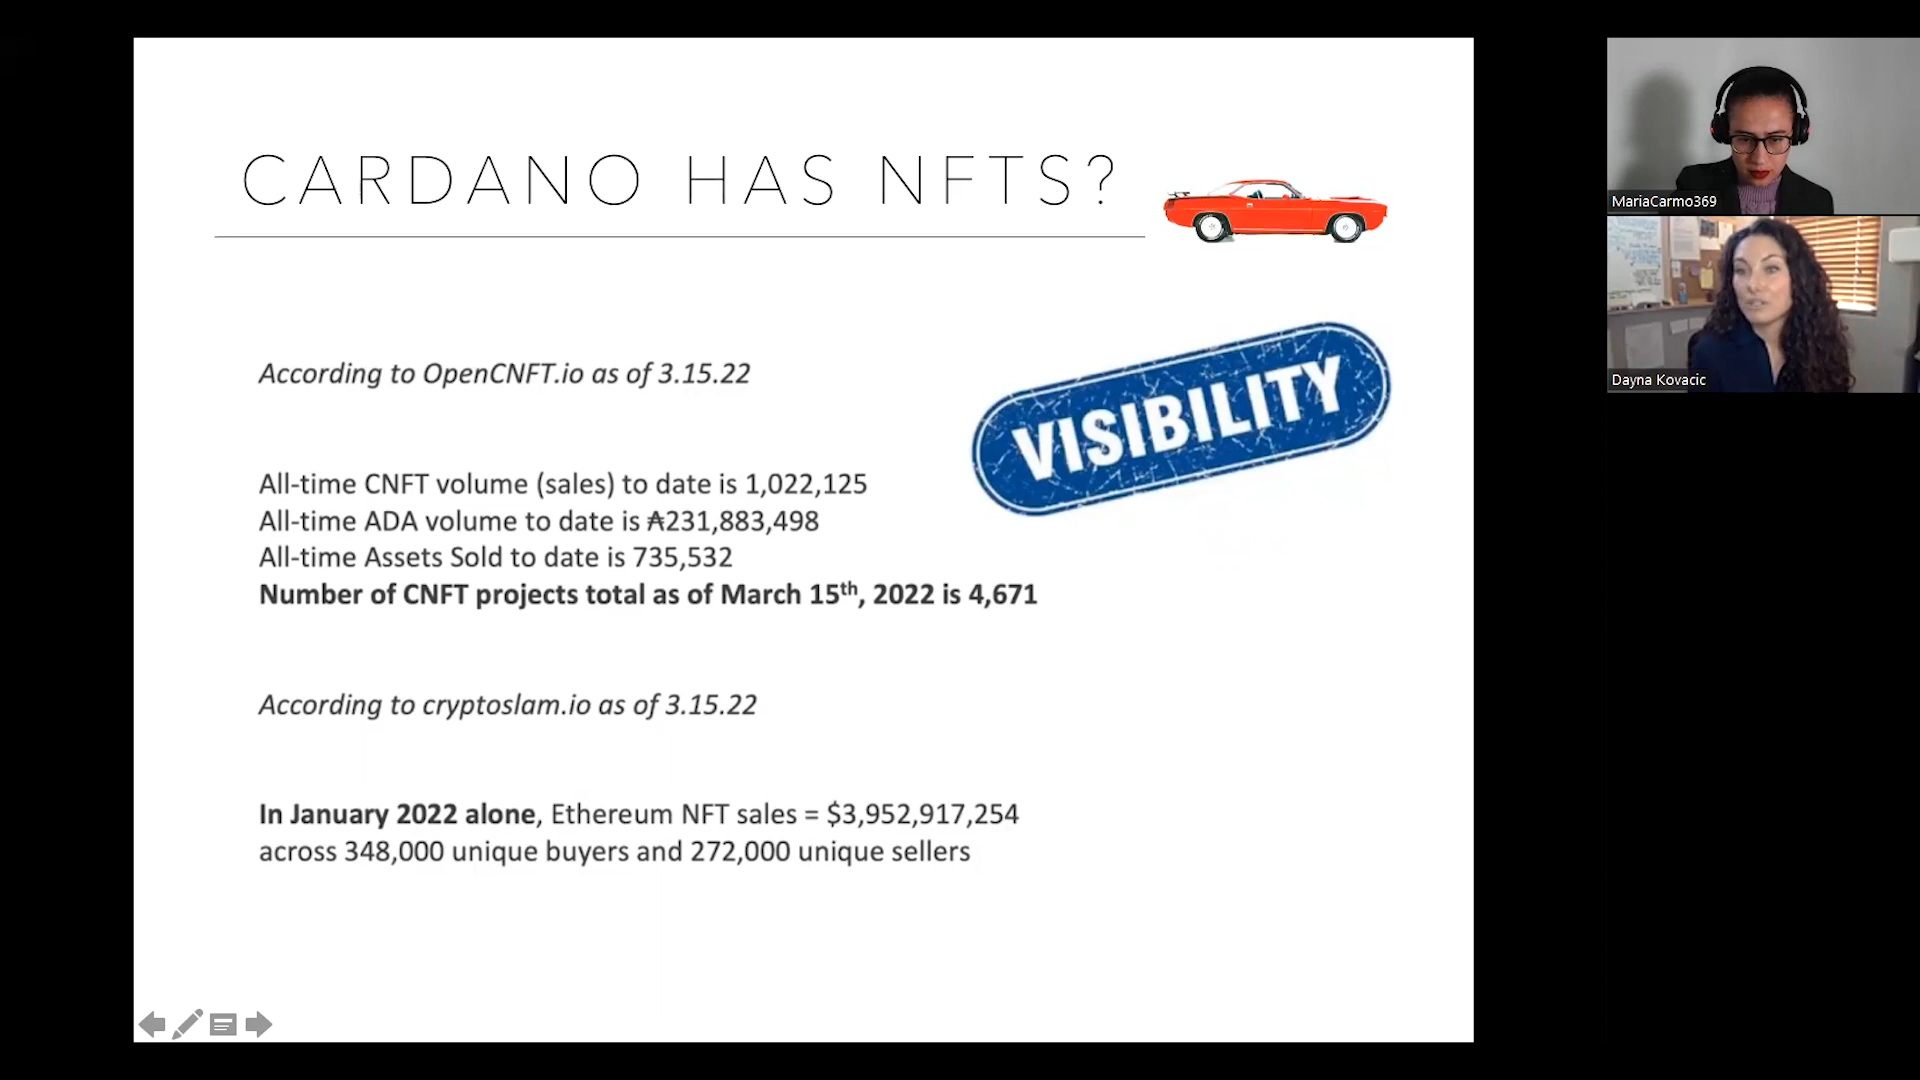 CARDANO HAS NFTS?
According to OpenCNFT.io as of 3.15.22
VISIBILITY
All-time CNFT volume (sales) to date is 1,022,125
All-time ADA volume to date is ₳231,883,498
All-time Assets Sold to date is 735,532
Number of CNFT projects total as of March 15th, 2022 is 4,671
According to cryptoslam.io as of 3.15.22
In January 2022 alone, Ethereum NFT sales = $3,952,917,254
across 348,000 unique buyers and 272,000 unique sellers
MariaCarmo369
Dayna Kovacic